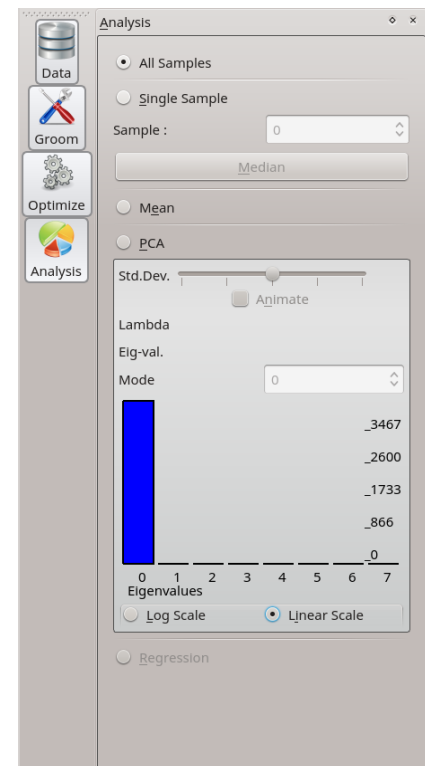 Analysis
Data
Groom
Optimize
Analysis
All Samples
Single Sample
Sample :
0
Median
Mean
PCA
Std.Dev.
Animate
Lambda
Eig-val.
Mode
0
_3467
_2600
_1733
_866
_0
0 1 2 3 4 5 6 7
Eigenvalues
Log Scale
Linear Scale
Regression